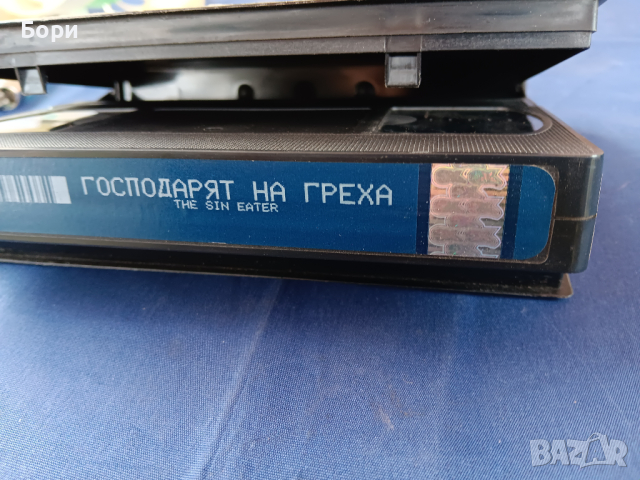 Бори
ГОСПОДАРЯТ НА ГРЕХА
THE SIN EATER
BAZAR